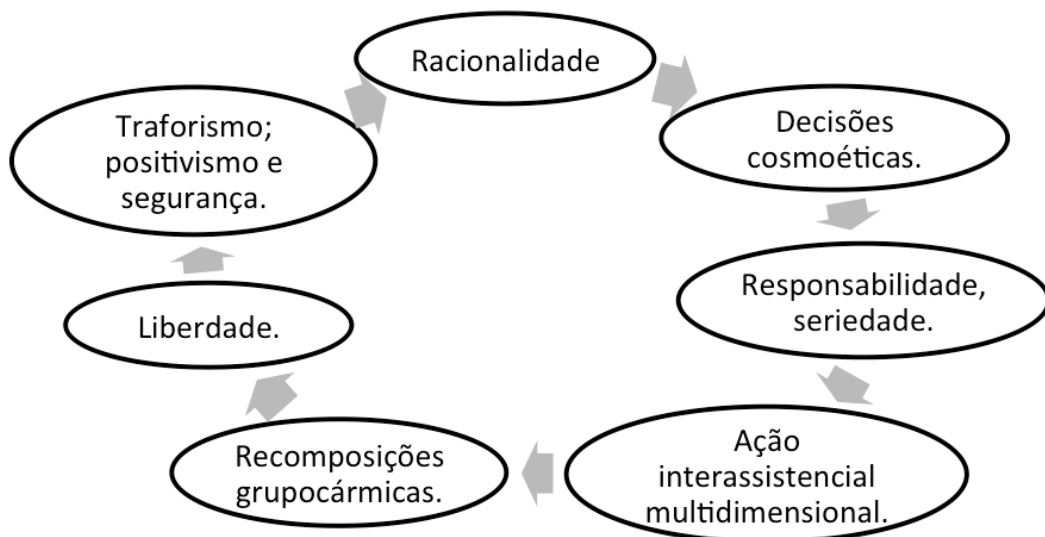 Racionalidade
Decisões
cosmoéticas.
Responsabilidade,
seriedade.
Ação
interassistencial
multidimensional.
Recomposições
grupocármicas.
Liberdade.
Traforismo;
positivismo e
segurança.